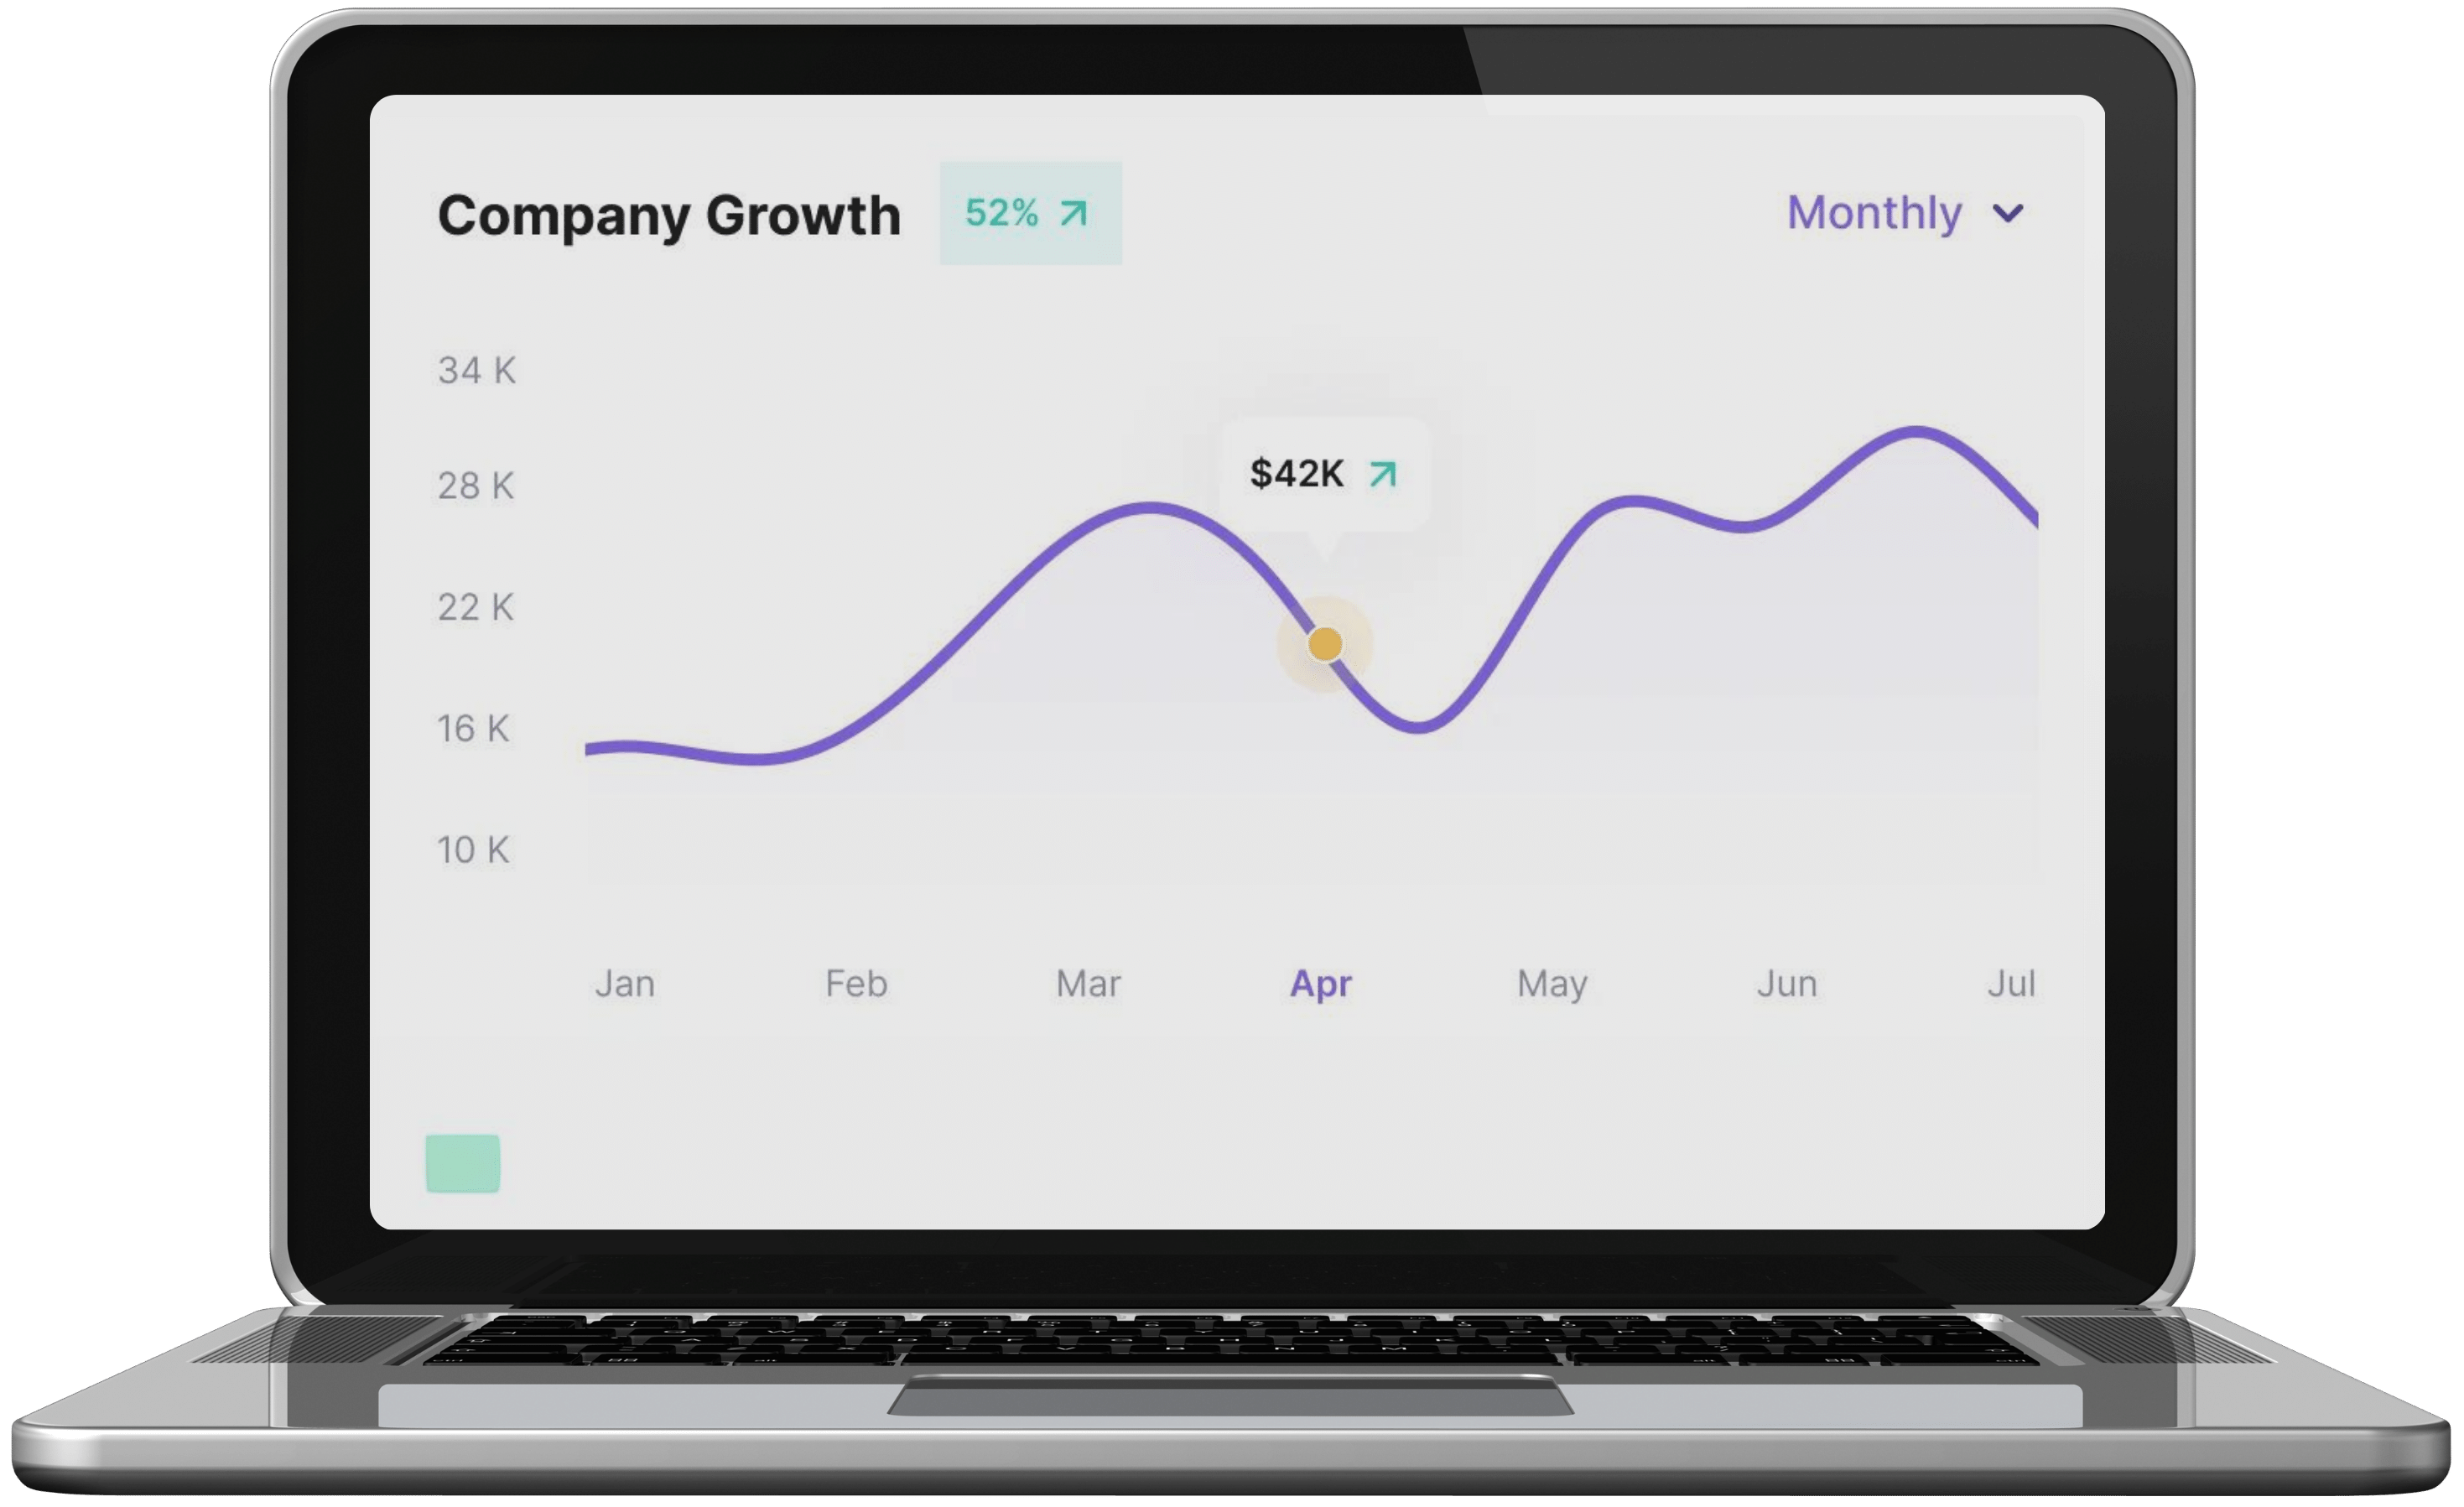 Company Growth 52% ↗ Monthly
34 K
28 K
$42K ↗
22 K
16 K
10 K
Jan Feb Mar Apr May Jun Jul